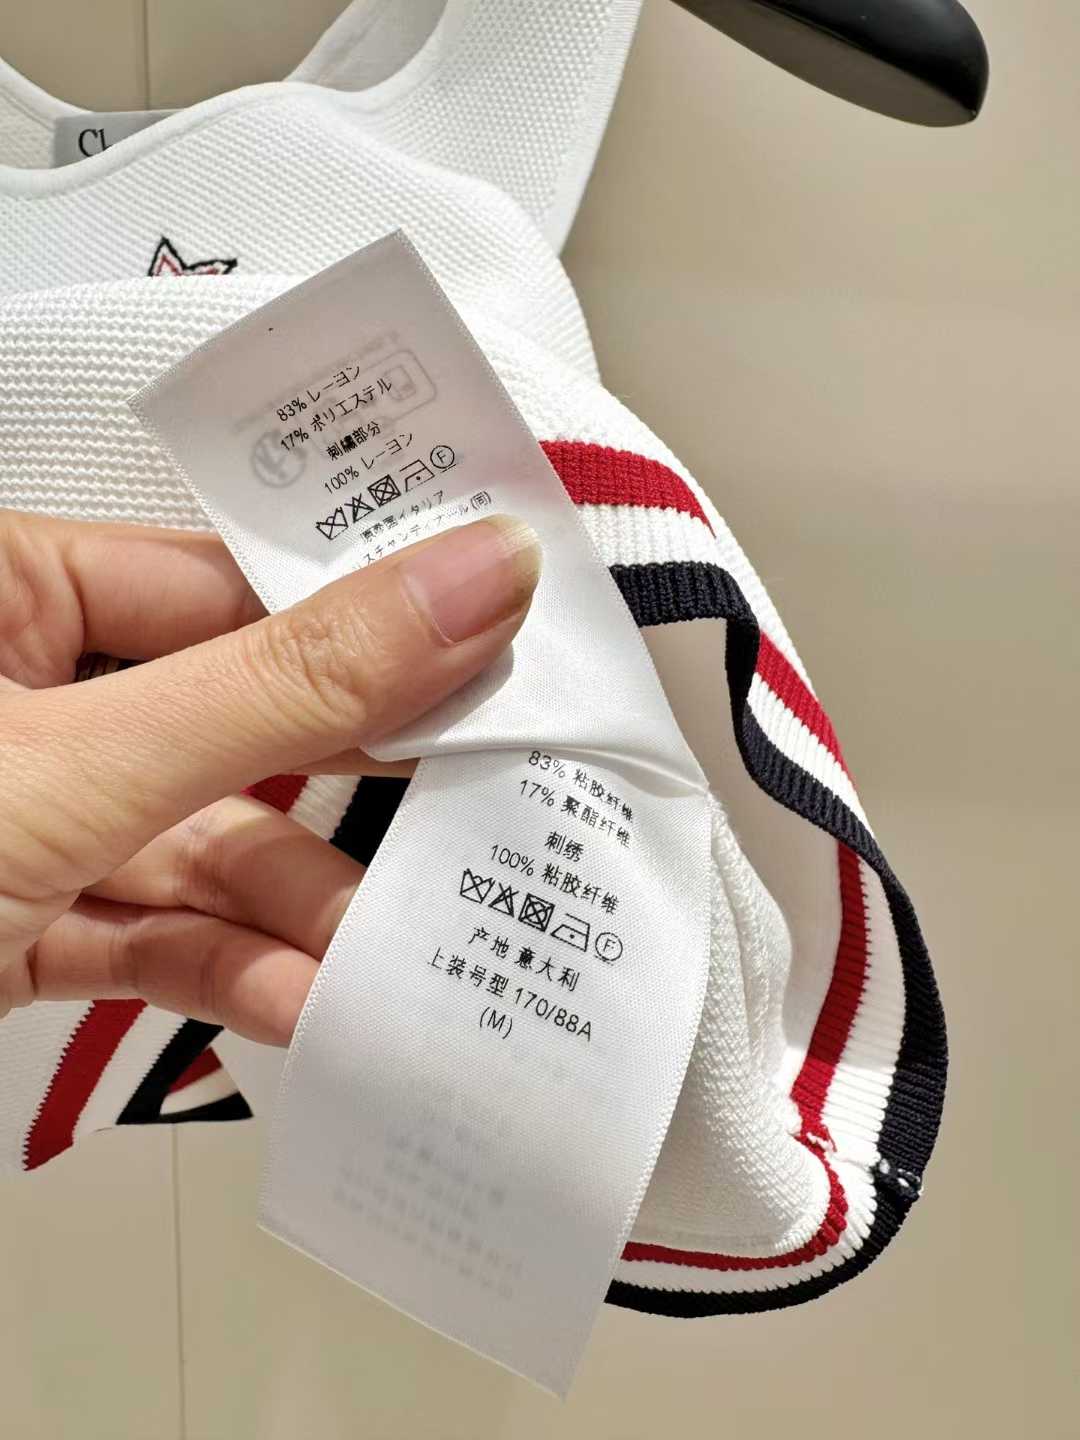 83% レーヨン
17% ポリエステル
刺繍部分
100% レーヨン
F
原産国イタリア
83% 粘胶纤维
17% 聚酯纤维
刺绣
100% 粘胶纤维
F
产地 意大利
上装号型 170/88A
(M)